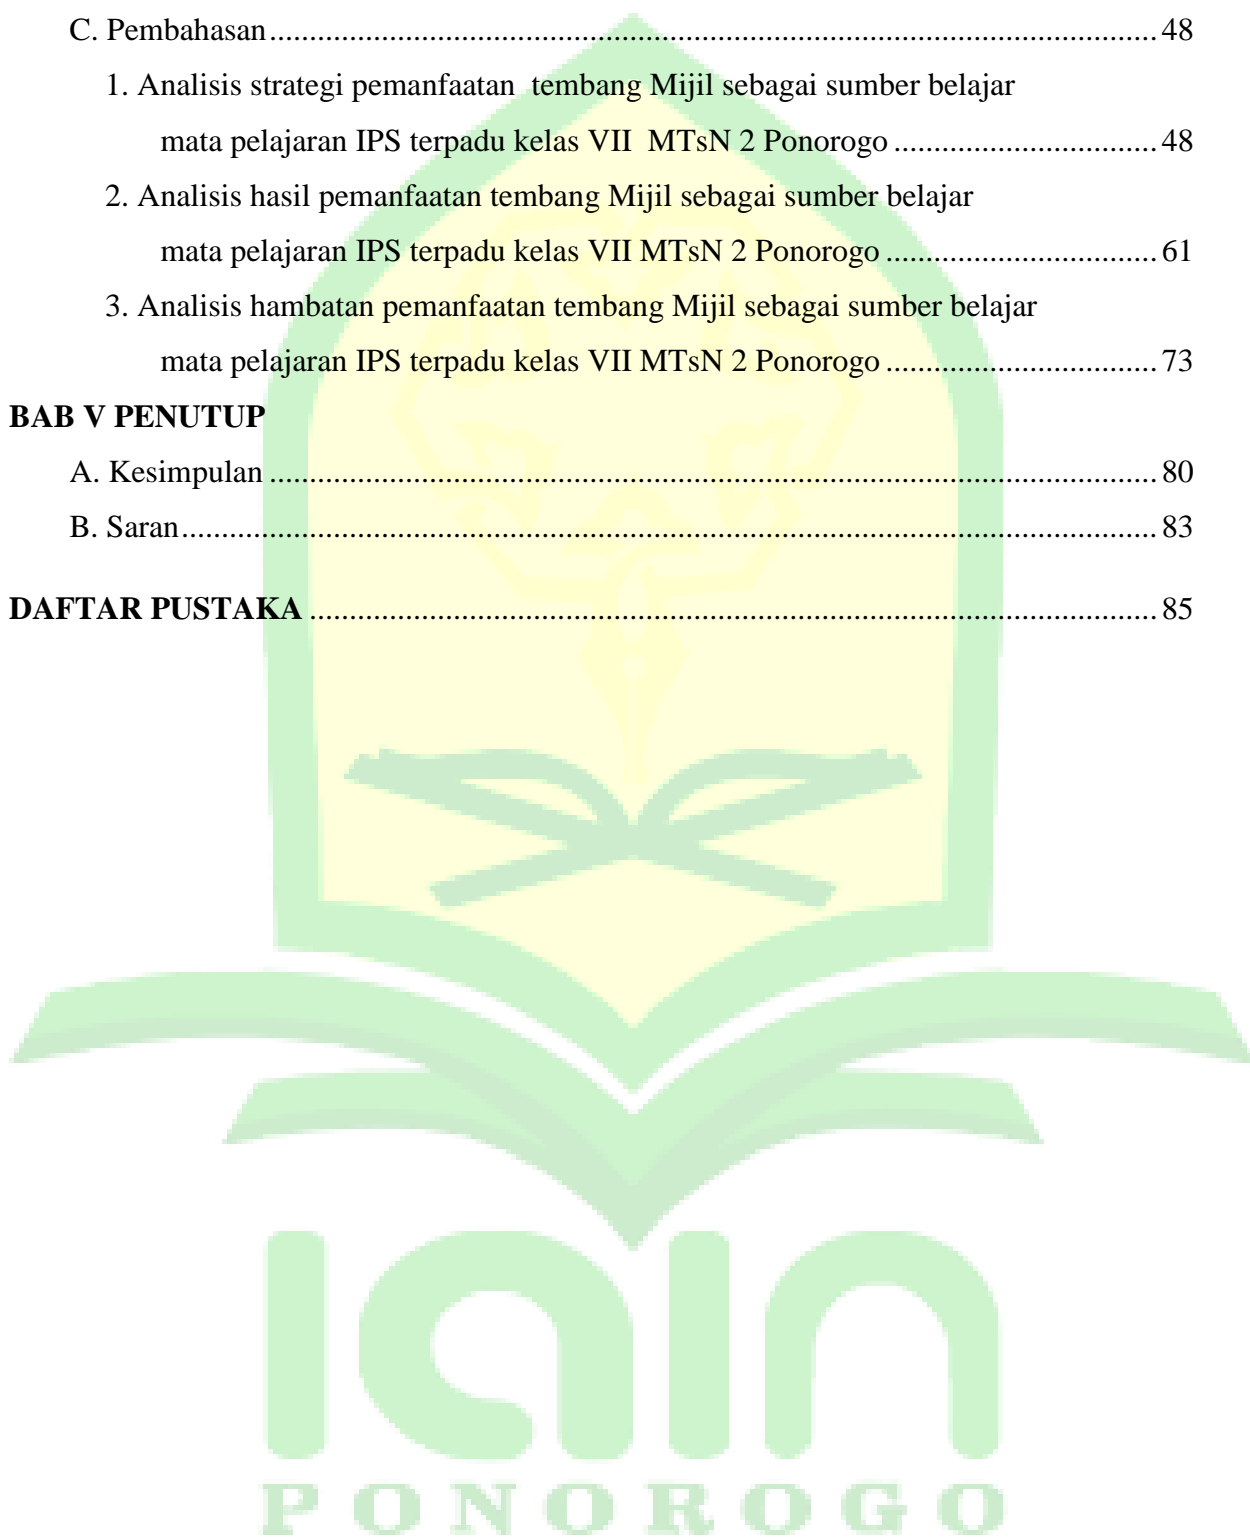 C. Pembahasan............................................................................................................... 48
1. Analisis strategi pemanfaatan  tembang Mijil sebagai sumber belajar
mata pelajaran IPS terpadu kelas VII  MTsN 2 Ponorogo ................................. 48
2. Analisis hasil pemanfaatan tembang Mijil sebagai sumber belajar
mata pelajaran IPS terpadu kelas VII MTsN 2 Ponorogo .................................. 61
3. Analisis hambatan pemanfaatan tembang Mijil sebagai sumber belajar
mata pelajaran IPS terpadu kelas VII MTsN 2 Ponorogo .................................. 73
BAB V PENUTUP
A. Kesimpulan ............................................................................................................... 80
B. Saran.......................................................................................................................... 83
DAFTAR PUSTAKA .......................................................................................................... 85
iain
PONOROGO